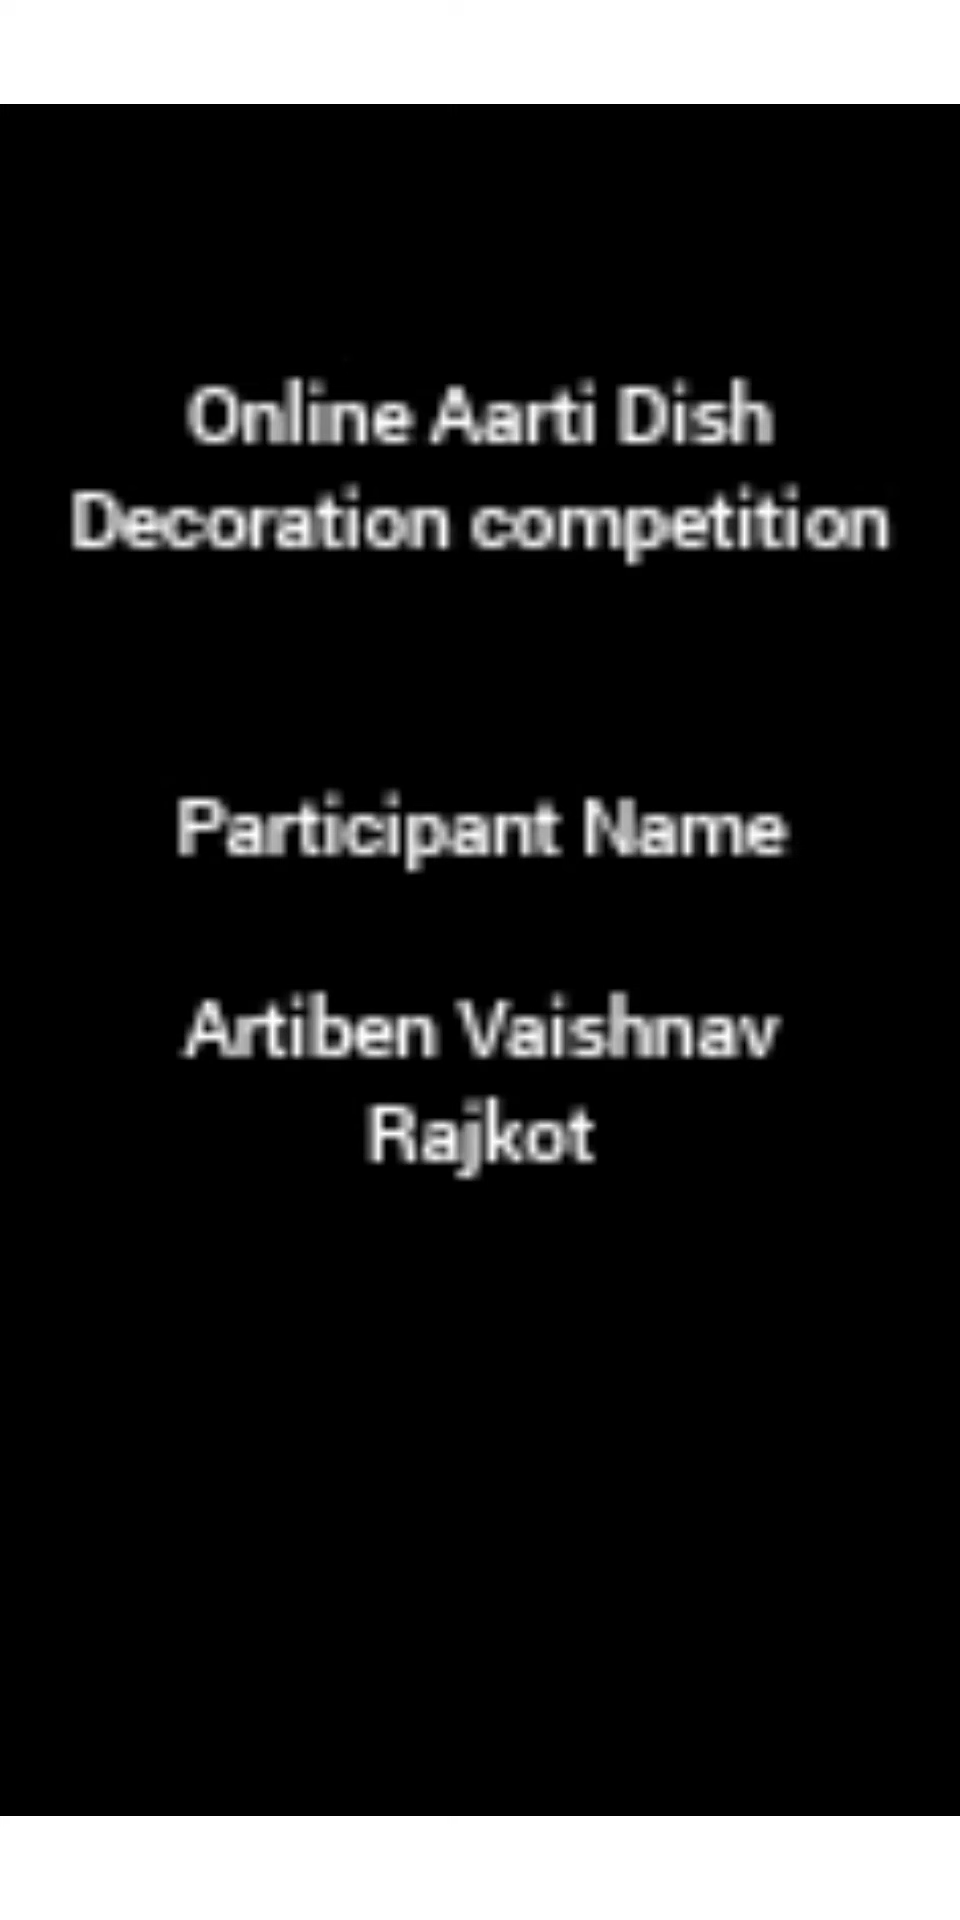 Online Aarti Dish
Decoration competition
Participant Name
Artiben Vaishnav
Rajkot